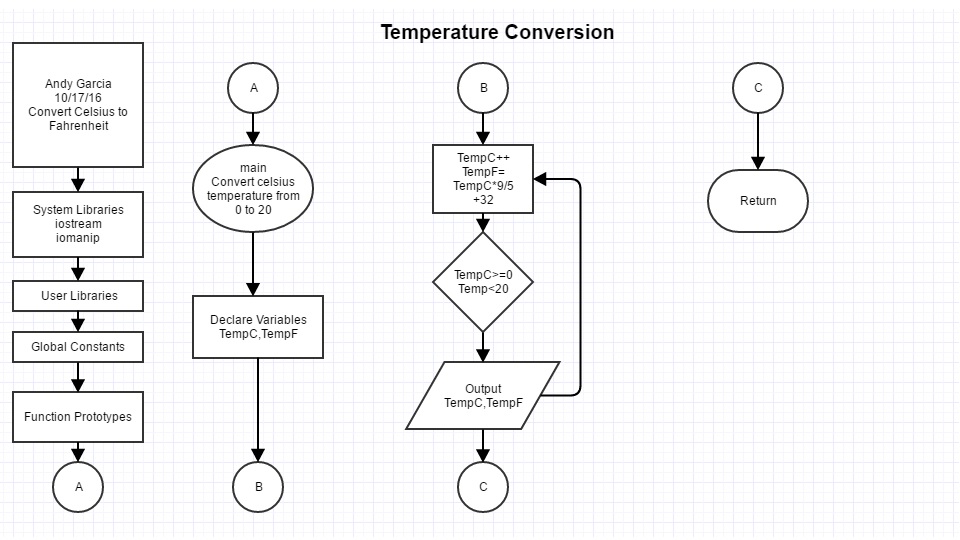 Temperature Conversion
Andy Garcia
10/17/16
Convert Celsius to
Fahrenheit
System Libraries
iostream
iomanip
User Libraries
Global Constants
Function Prototypes
A
A
main
Convert celsius
temperature from
0 to 20
Declare Variables
TempC,TempF
B
B
TempC++
TempF=
TempC*9/5
+32
TempC>=0
Temp<20
Output
TempC,TempF
C
C
Return